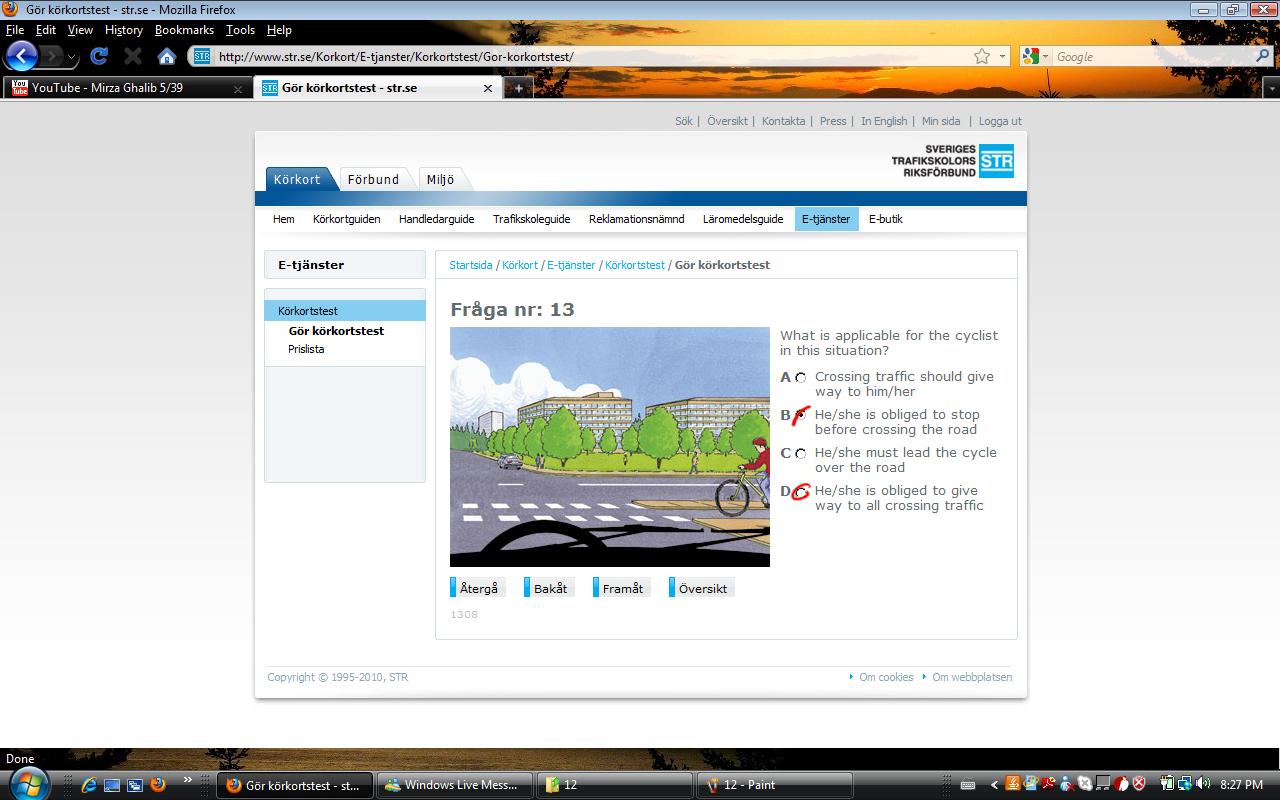 Gör körkortstest - str.se - Mozilla Firefox
File Edit View History Bookmarks Tools Help
STR http://www.str.se/Korkort/E-tjanster/Korkortstest/Gor-korkortstest/ Google
You Tube YouTube - Mirza Ghalib 5/39 STR Gör körkortstest - str.se
Sök | Översikt | Kontakta | Press | In English | Min sida | Logga ut
SVERIGES
TRAFIKSKOLORS
RIKSFÖRBUND
STR
Körkort Förbund Miljö
Hem Körkortguiden Handledarguide Trafikskoleguide Reklamationsnämnd Läromedelsguide E-tjänster E-butik
E-tjänster
Körkortstest
Gör körkortstest
Prislista
Startsida / Körkort / E-tjänster / Körkortstest / Gör körkortstest
Fråga nr: 13
What is applicable for the cyclist
in this situation?
A Crossing traffic should give
way to him/her
B He/she is obliged to stop
before crossing the road
C He/she must lead the cycle
over the road
D He/she is obliged to give
way to all crossing traffic
Återgå Bakåt Framåt Översikt
1308
Copyright © 1995-2010, STR Om cookies Om webbplatsen
Done
Gör körkortstest - st... Windows Live Mess... 12 12 - Paint 8:27 PM